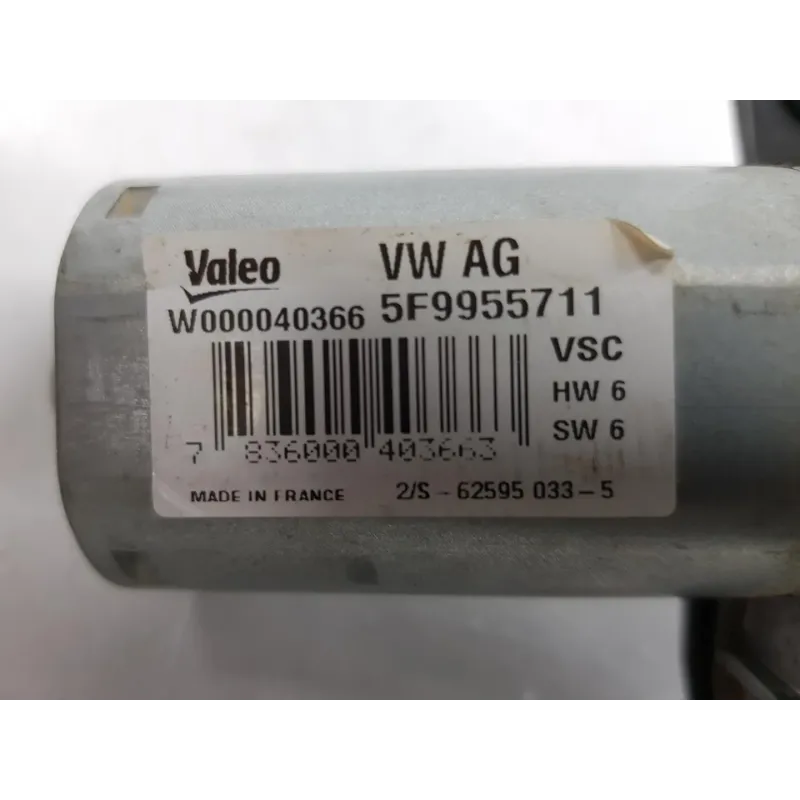 Valeo VW AG
W000040366 5F9955711
VSC
HW 6
SW 6
7 836000 403663
MADE IN FRANCE 2/S - 62595 033-5